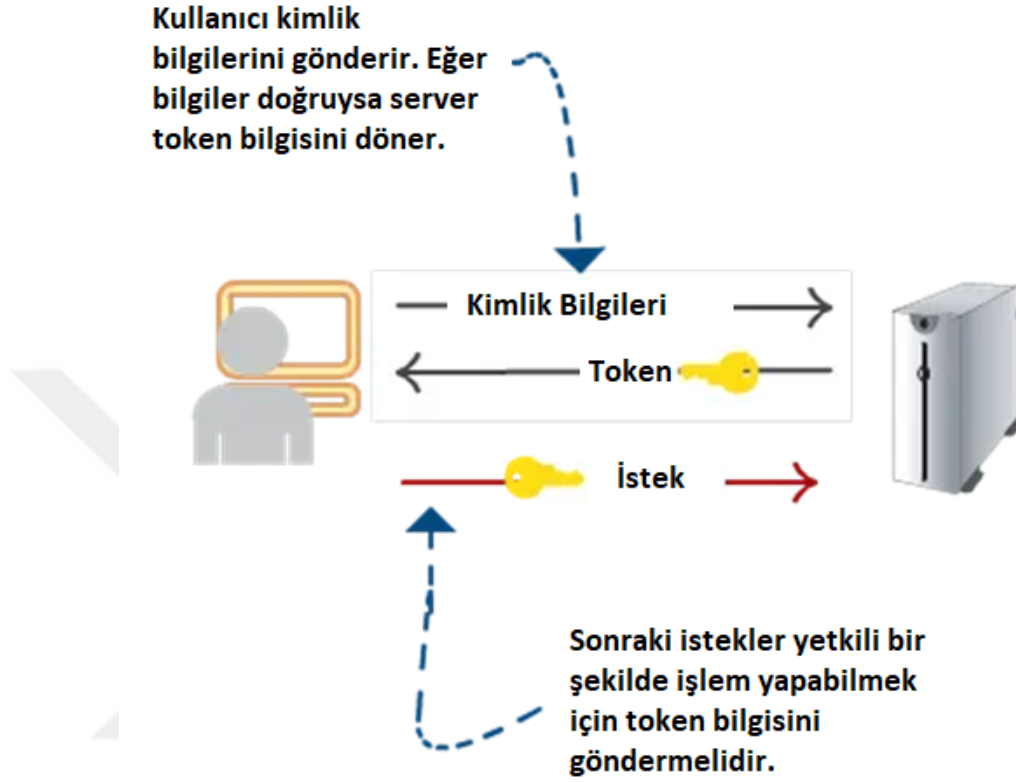 Kullanıcı kimlik
bilgilerini gönderir. Eğer
bilgiler doğruysa server
token bilgisini döner.
Kimlik Bilgileri
Token
İstek
Sonraki istekler yetkili bir
şekilde işlem yapabilmek
için token bilgisini
göndermelidir.